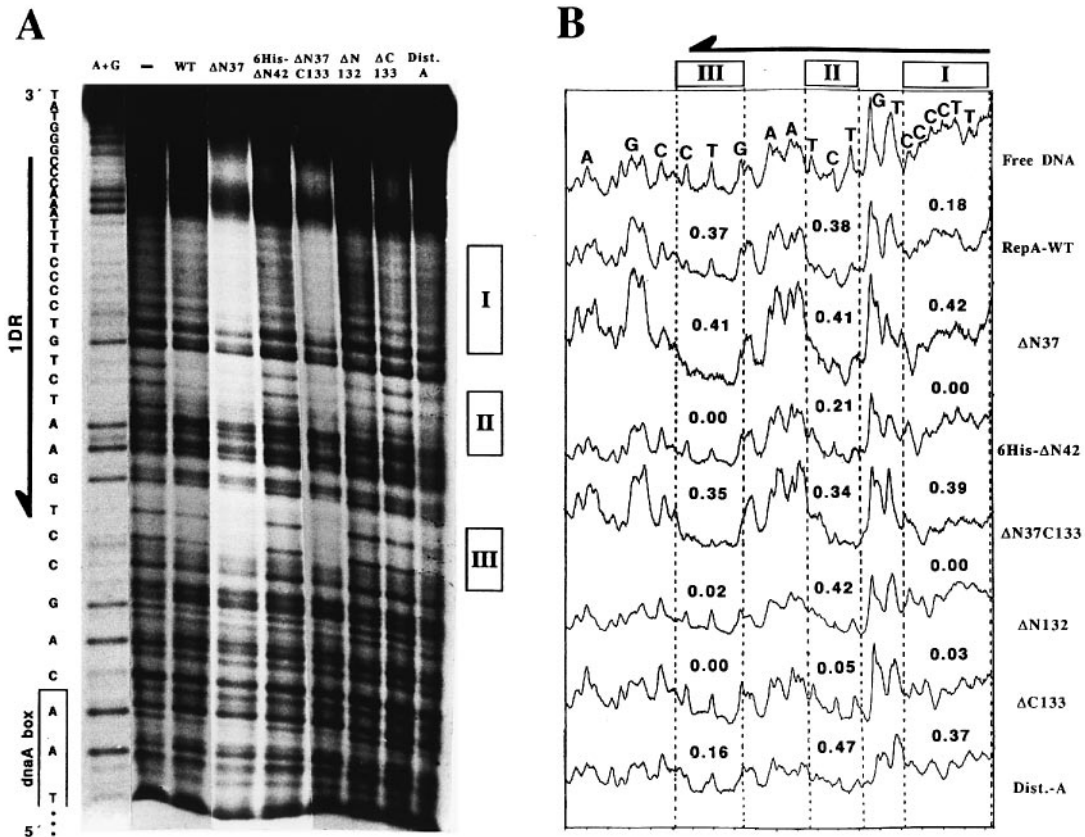 A
A+G
–
WT
ΔN37
6His-
ΔN42
ΔN37
C133
ΔN
132
ΔC
133
Dist.
A
3´
T
A
T
G
G
G
C
C
C
A
A
A
T
T
T
C
C
C
C
T
G
T
C
T
A
A
G
T
C
C
G
A
C
A
A
T
5´
1DR
dnaA box
I
II
III
B
III II I
A G C C T G A A T C T G T C C C C T T
Free DNA
0.37 0.38 0.18
RepA-WT
0.41 0.41 0.42
ΔN37
0.00 0.21 0.00
6His-ΔN42
0.35 0.34 0.39
ΔN37C133
0.02 0.42 0.00
ΔN132
0.00 0.05 0.03
ΔC133
0.16 0.47 0.37
Dist.-A